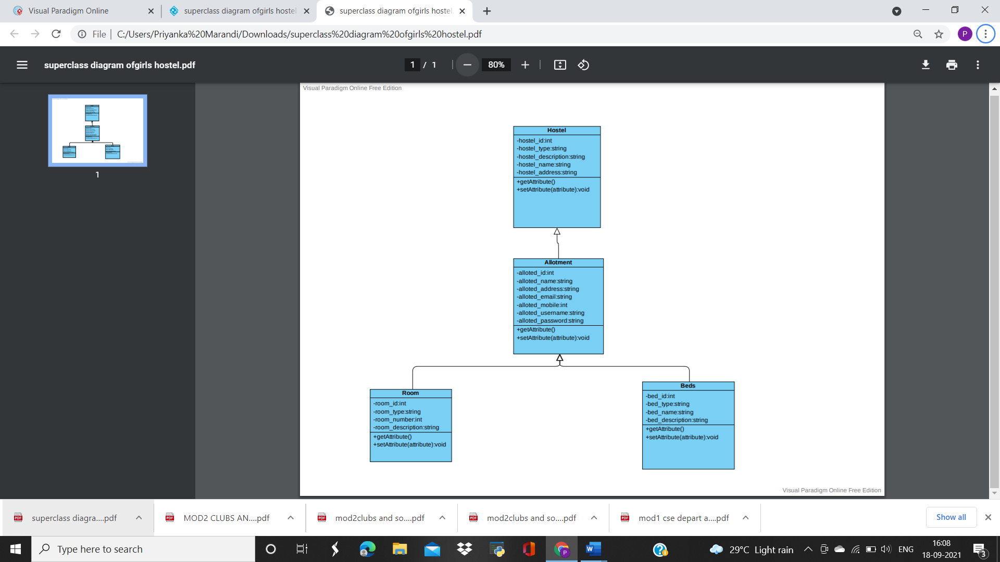 Visual Paradigm Online
superclass diagram ofgirls hostel
superclass diagram ofgirls hostel
File
C:/Users/Priyanka%20Marandi/Downloads/superclass%20diagram%20ofgirls%20hostel.pdf
P
superclass diagram ofgirls hostel.pdf
1 / 1
80%
1
Visual Paradigm Online Free Edition
Hostel
-hostel_id:int
-hostel_type:string
-hostel_description:string
-hostel_name:string
-hostel_address:string
+getAttribute()
+setAttribute(attribute):void
Allotment
-alloted_id:int
-alloted_name:string
-alloted_address:string
-alloted_email:string
-alloted_mobile:int
-alloted_username:string
-alloted_password:string
+getAttribute()
+setAttribute(attribute):void
Room
-room_id:int
-room_type:string
-room_number:int
-room_description:string
+getAttribute()
+setAttribute(attribute):void
Beds
-bed_id:int
-bed_type:string
-bed_name:string
-bed_description:string
+getAttribute()
+setAttribute(attribute):void
Visual Paradigm Online Free Edition
superclass diagra....pdf
MOD2 CLUBS AN....pdf
mod2clubs and so....pdf
mod2clubs and so....pdf
mod1 cse depart a....pdf
Show all
Type here to search
29°C Light rain
ENG
16:08
18-09-2021
3